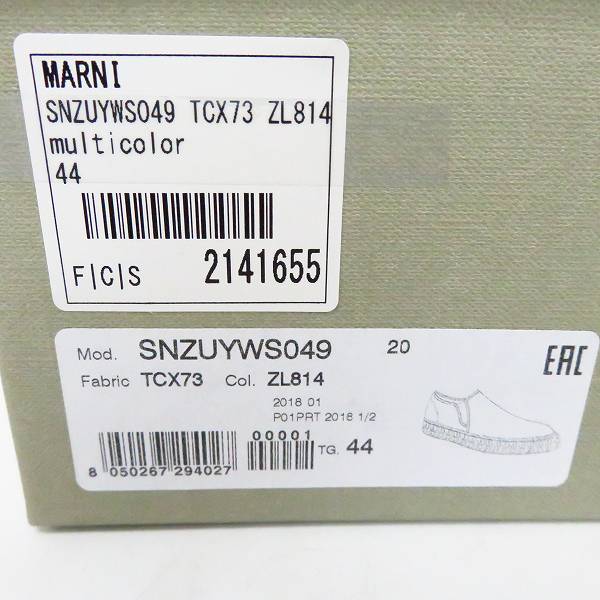 MARNI
SNZUYWS049 TCX73 ZL814
multicolor
44
F|C|S 2141655
Mod. SNZUYWS049 20
EAC
Fabric TCX73 Col. ZL814
2018 01
P01PRT 2018 1/2
00001
TG. 44
8 050267 294027